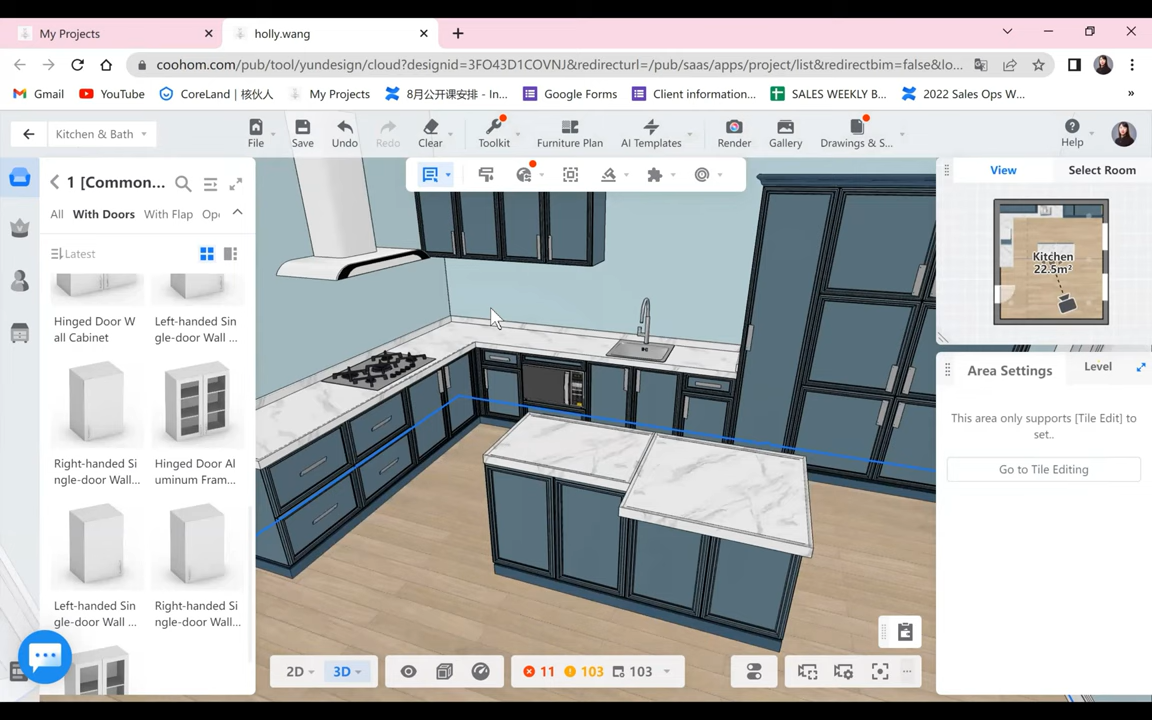 My Projects
holly.wang
coohom.com/pub/tool/yundesign/cloud?designid=3FO43D1COVNJ&redirecturl=/pub/saas/apps/project/list&redirectbim=false&lo...
Gmail
YouTube
CoreLand | 核伙人
My Projects
8月公开课安排 - In...
Google Forms
Client information...
SALES WEEKLY B...
2022 Sales Ops W...
»
Kitchen & Bath
File
Save
Undo
Redo
Clear
Toolkit
Furniture Plan
AI Templates
Render
Gallery
Drawings & S...
Help
1 [Common...
All
With Doors
With Flap
Op
Latest
Hinged Door W
all Cabinet
Left-handed Sin
gle-door Wall ...
Right-handed Si
ngle-door Wall...
Hinged Door Al
uminum Fram...
Left-handed Sin
gle-door Wall ...
Right-handed Si
ngle-door Wall...
View
Select Room
Kitchen
22.5m²
Area Settings
Level
This area only supports [Tile Edit] to
set..
Go to Tile Editing
2D
3D
11
103
103